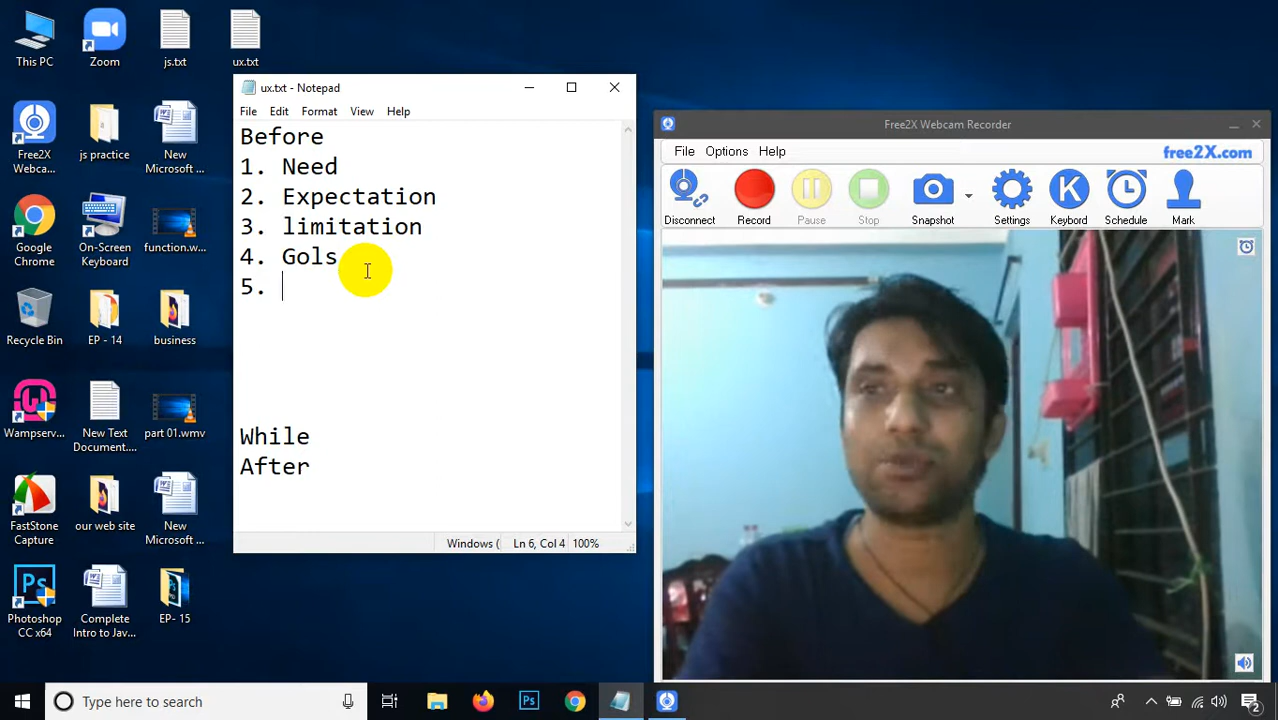 This PC
Zoom
js.txt
ux.txt
ux.txt - Notepad
File Edit Format View Help
Before
1. Need
2. Expectation
3. limitation
4. Gols
5.
While
After
Windows ( Ln 6, Col 4 100%
Free2X Webcam Recorder
File Options Help
free2X.com
Disconnect Record Pause Stop Snapshot Settings Keybord Schedule Mark
K
Free2X Webca...
js practice
New Microsoft ...
Google Chrome
On-Screen Keyboard
function.w...
Recycle Bin
EP - 14
business
Wampserv...
New Text Document....
part 01.wmv
FastStone Capture
our web site
New Microsoft ...
Ps
Photoshop CC x64
Complete Intro to Jav...
EP- 15
Type here to search
Ps
2